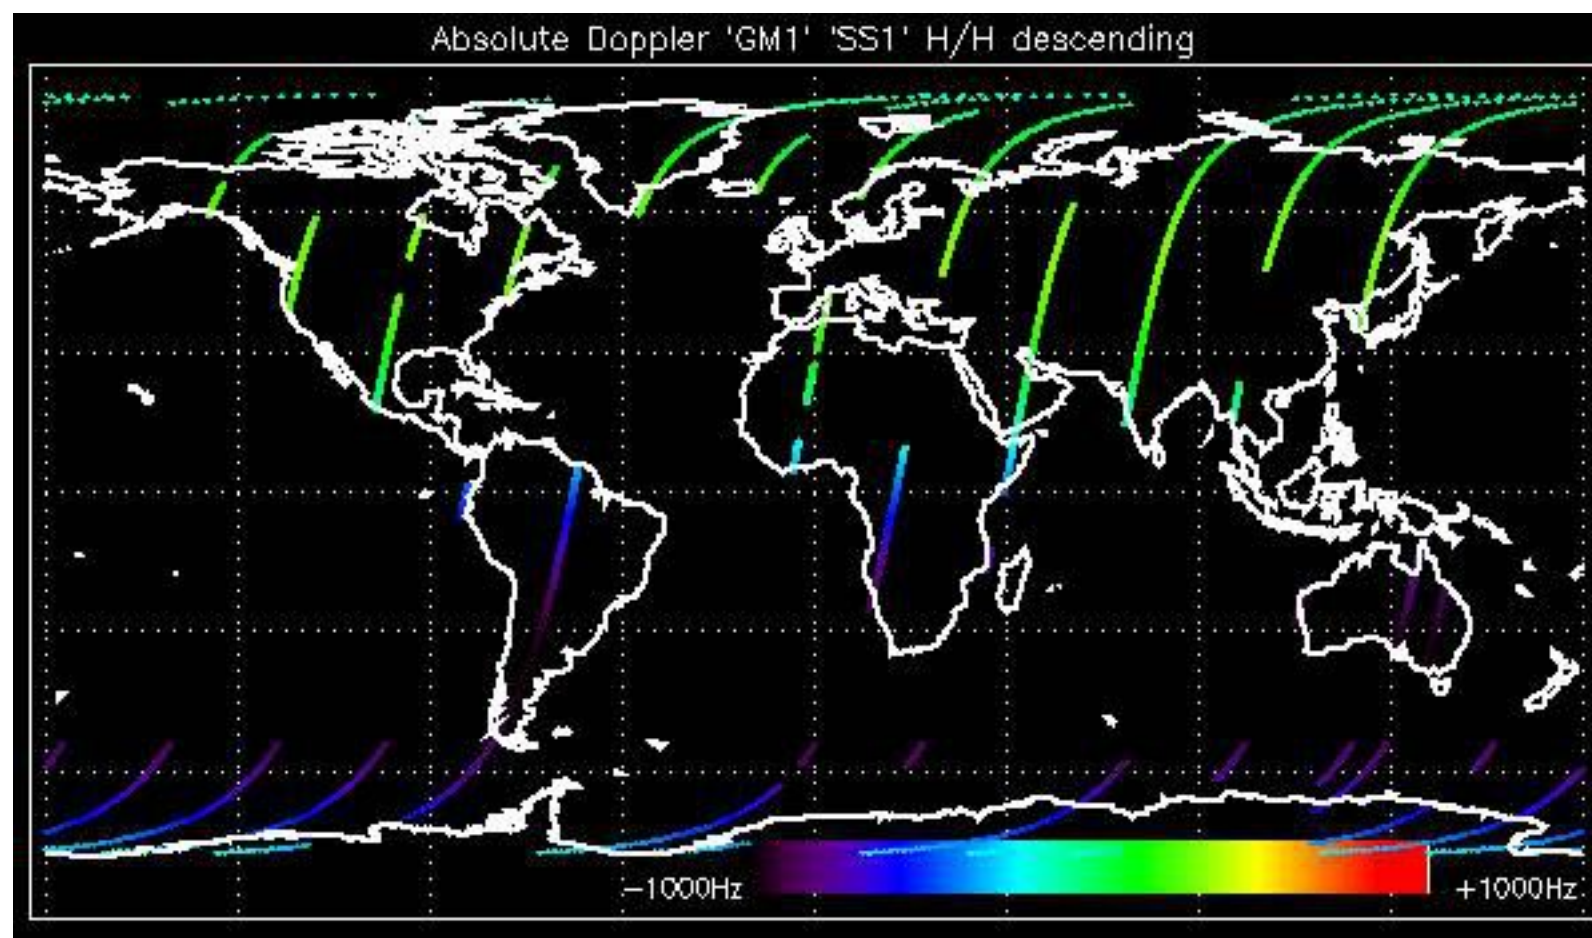 Absolute Doppler 'GM1' 'SS1' H/H descending
−1000Hz
+1000Hz